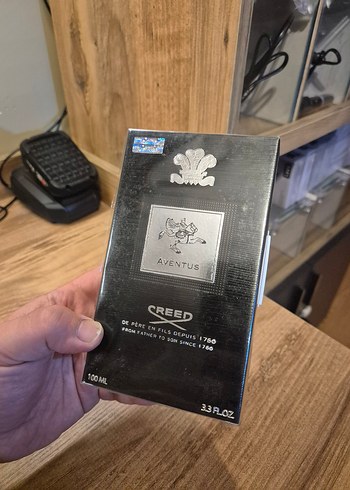 AVENTUS
CREED
DE PÈRE EN FILS DEPUIS 1760
FROM FATHER TO SON SINCE 1760
100 ML
3.3 FL.OZ